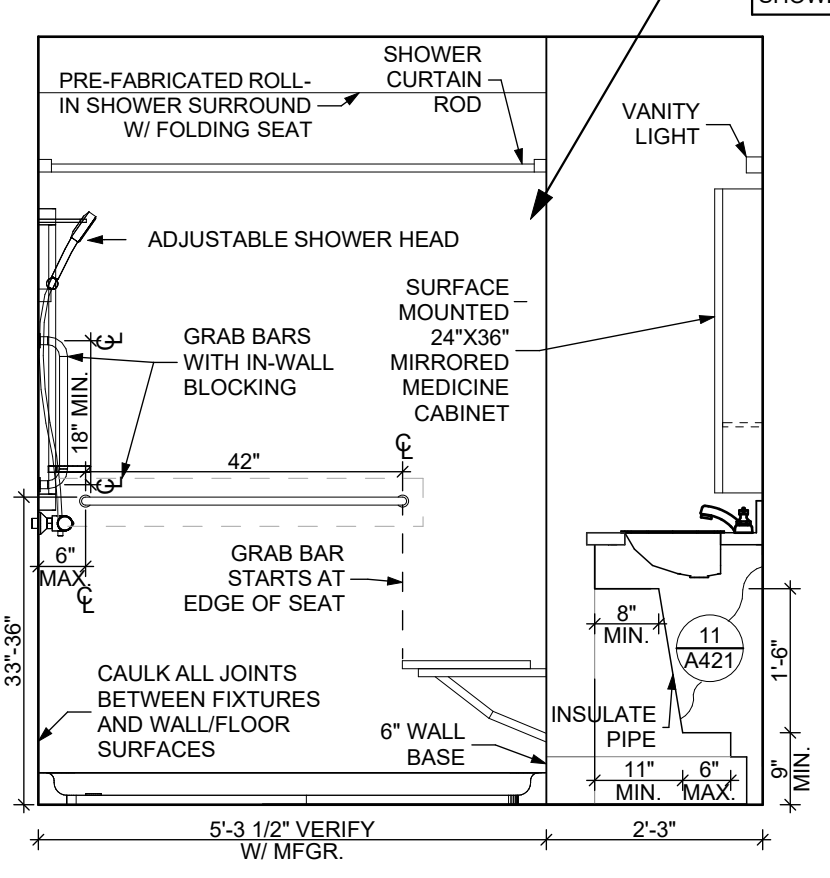 SHOWE
SHOWER
CURTAIN
ROD
PRE-FABRICATED ROLL-
IN SHOWER SURROUND
W/ FOLDING SEAT
VANITY
LIGHT
ADJUSTABLE SHOWER HEAD
SURFACE
MOUNTED
24"X36"
MIRRORED
MEDICINE
CABINET
GRAB BARS
WITH IN-WALL
BLOCKING
18" MIN.
42"
6"
MAX.
GRAB BAR
STARTS AT
EDGE OF SEAT
33"-36"
8"
MIN.
11
A421
1'-6"
CAULK ALL JOINTS
BETWEEN FIXTURES
AND WALL/FLOOR
SURFACES
6" WALL
BASE
INSULATE
PIPE
11"
MIN.
6"
MAX.
9"
MIN.
5'-3 1/2" VERIFY
W/ MFGR.
2'-3"